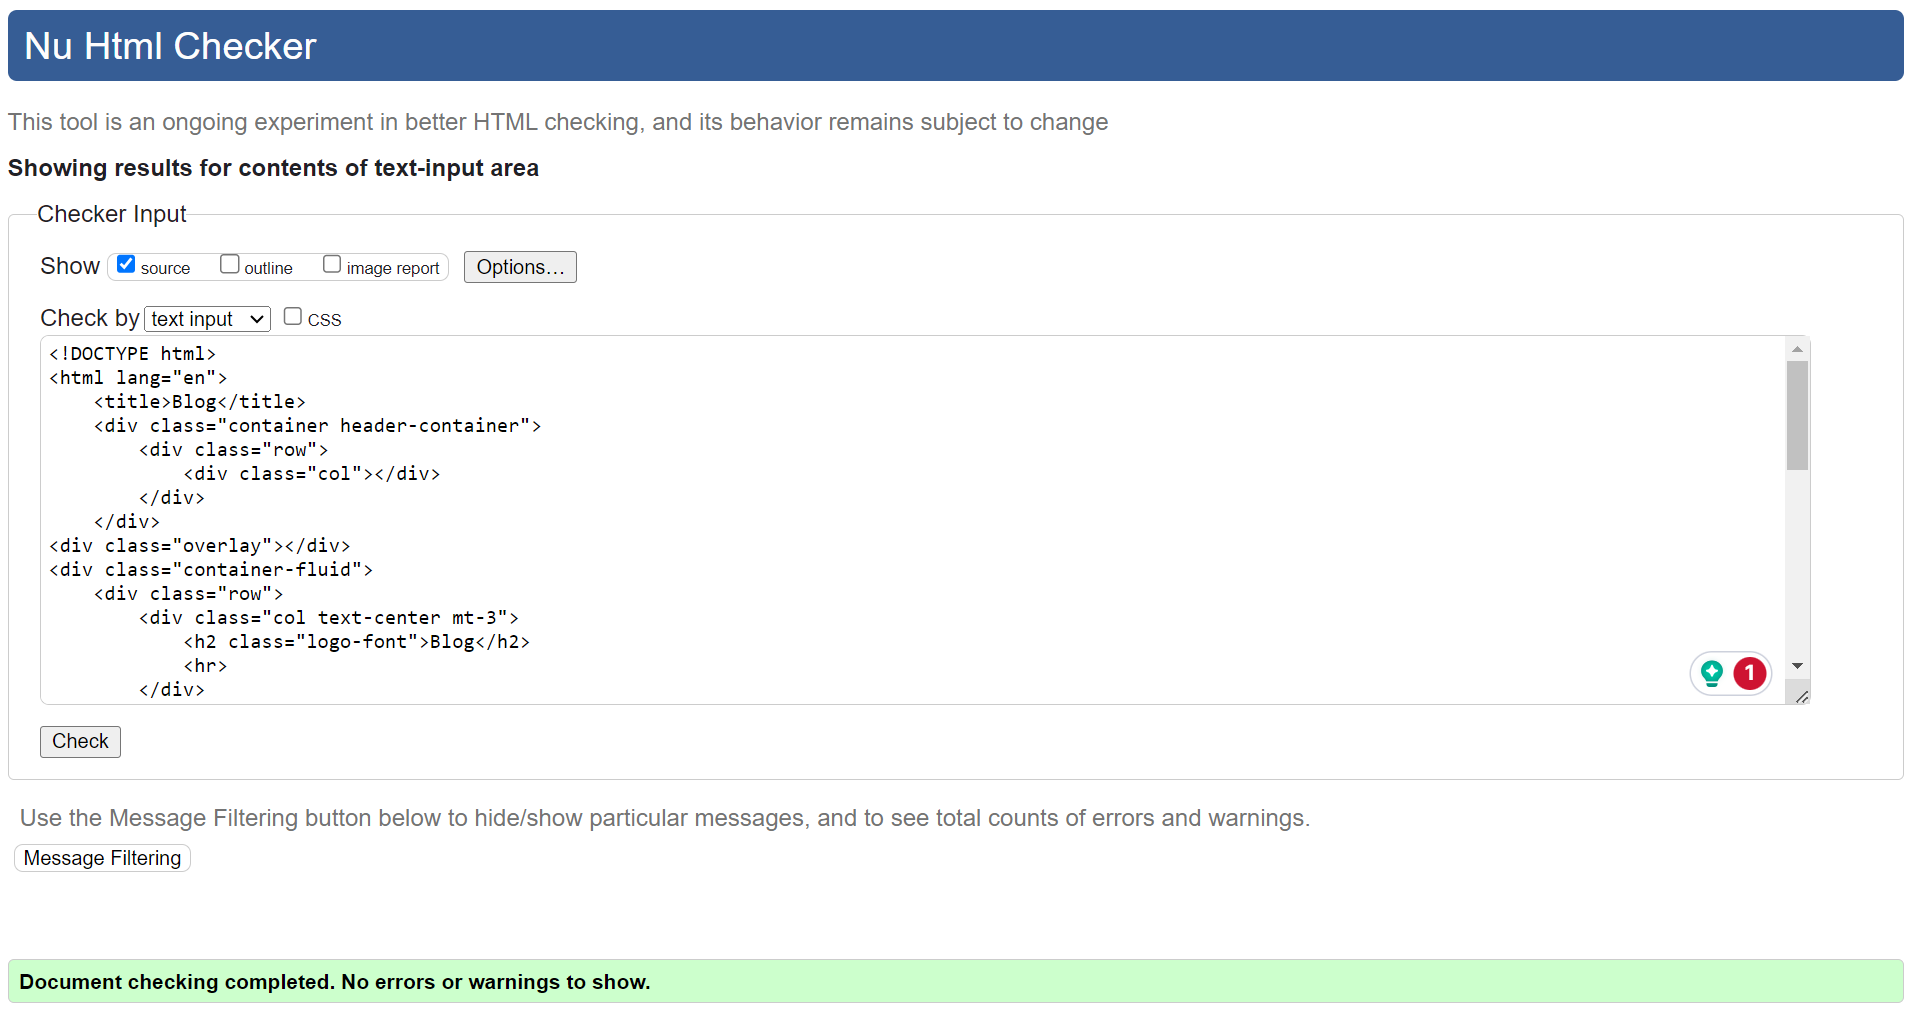 Nu Html Checker
This tool is an ongoing experiment in better HTML checking, and its behavior remains subject to change
Showing results for contents of text-input area
Checker Input
Show source outline image report Options…
Check by text input CSS
<!DOCTYPE html>
<html lang="en">
    <title>Blog</title>
    <div class="container header-container">
        <div class="row">
            <div class="col"></div>
        </div>
    </div>
<div class="overlay"></div>
<div class="container-fluid">
    <div class="row">
        <div class="col text-center mt-3">
            <h2 class="logo-font">Blog</h2>
            <hr>
        </div>
1
Check
Use the Message Filtering button below to hide/show particular messages, and to see total counts of errors and warnings.
Message Filtering
Document checking completed. No errors or warnings to show.